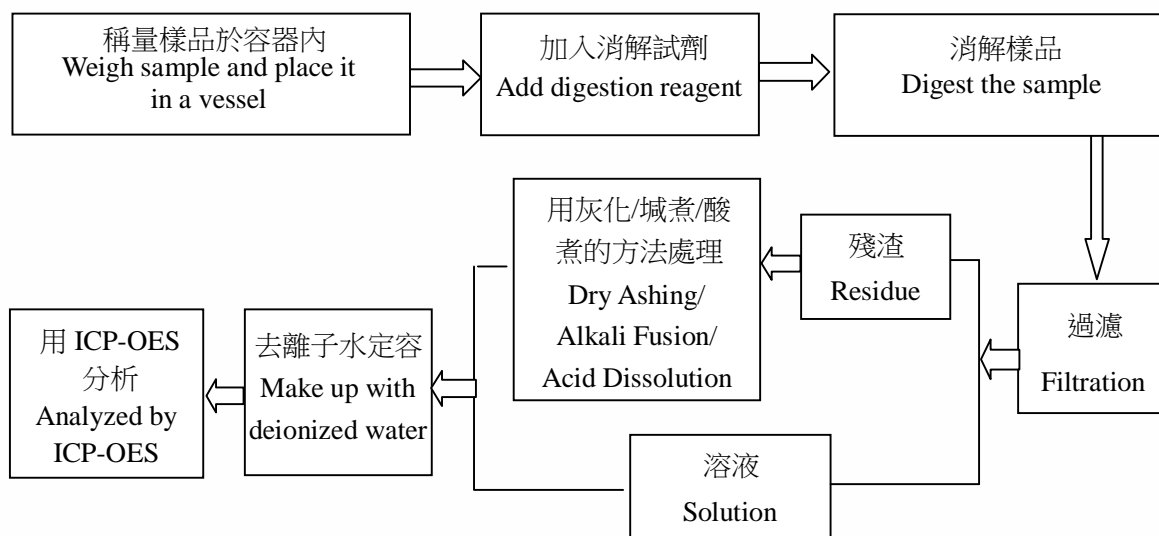 稱量樣品於容器內
Weigh sample and place it
in a vessel
加入消解試劑
Add digestion reagent
消解樣品
Digest the sample
過濾
Filtration
殘渣
Residue
溶液
Solution
用灰化/堿煮/酸
煮的方法處理
Dry Ashing/
Alkali Fusion/
Acid Dissolution
去離子水定容
Make up with
deionized water
用 ICP-OES
分析
Analyzed by
ICP-OES